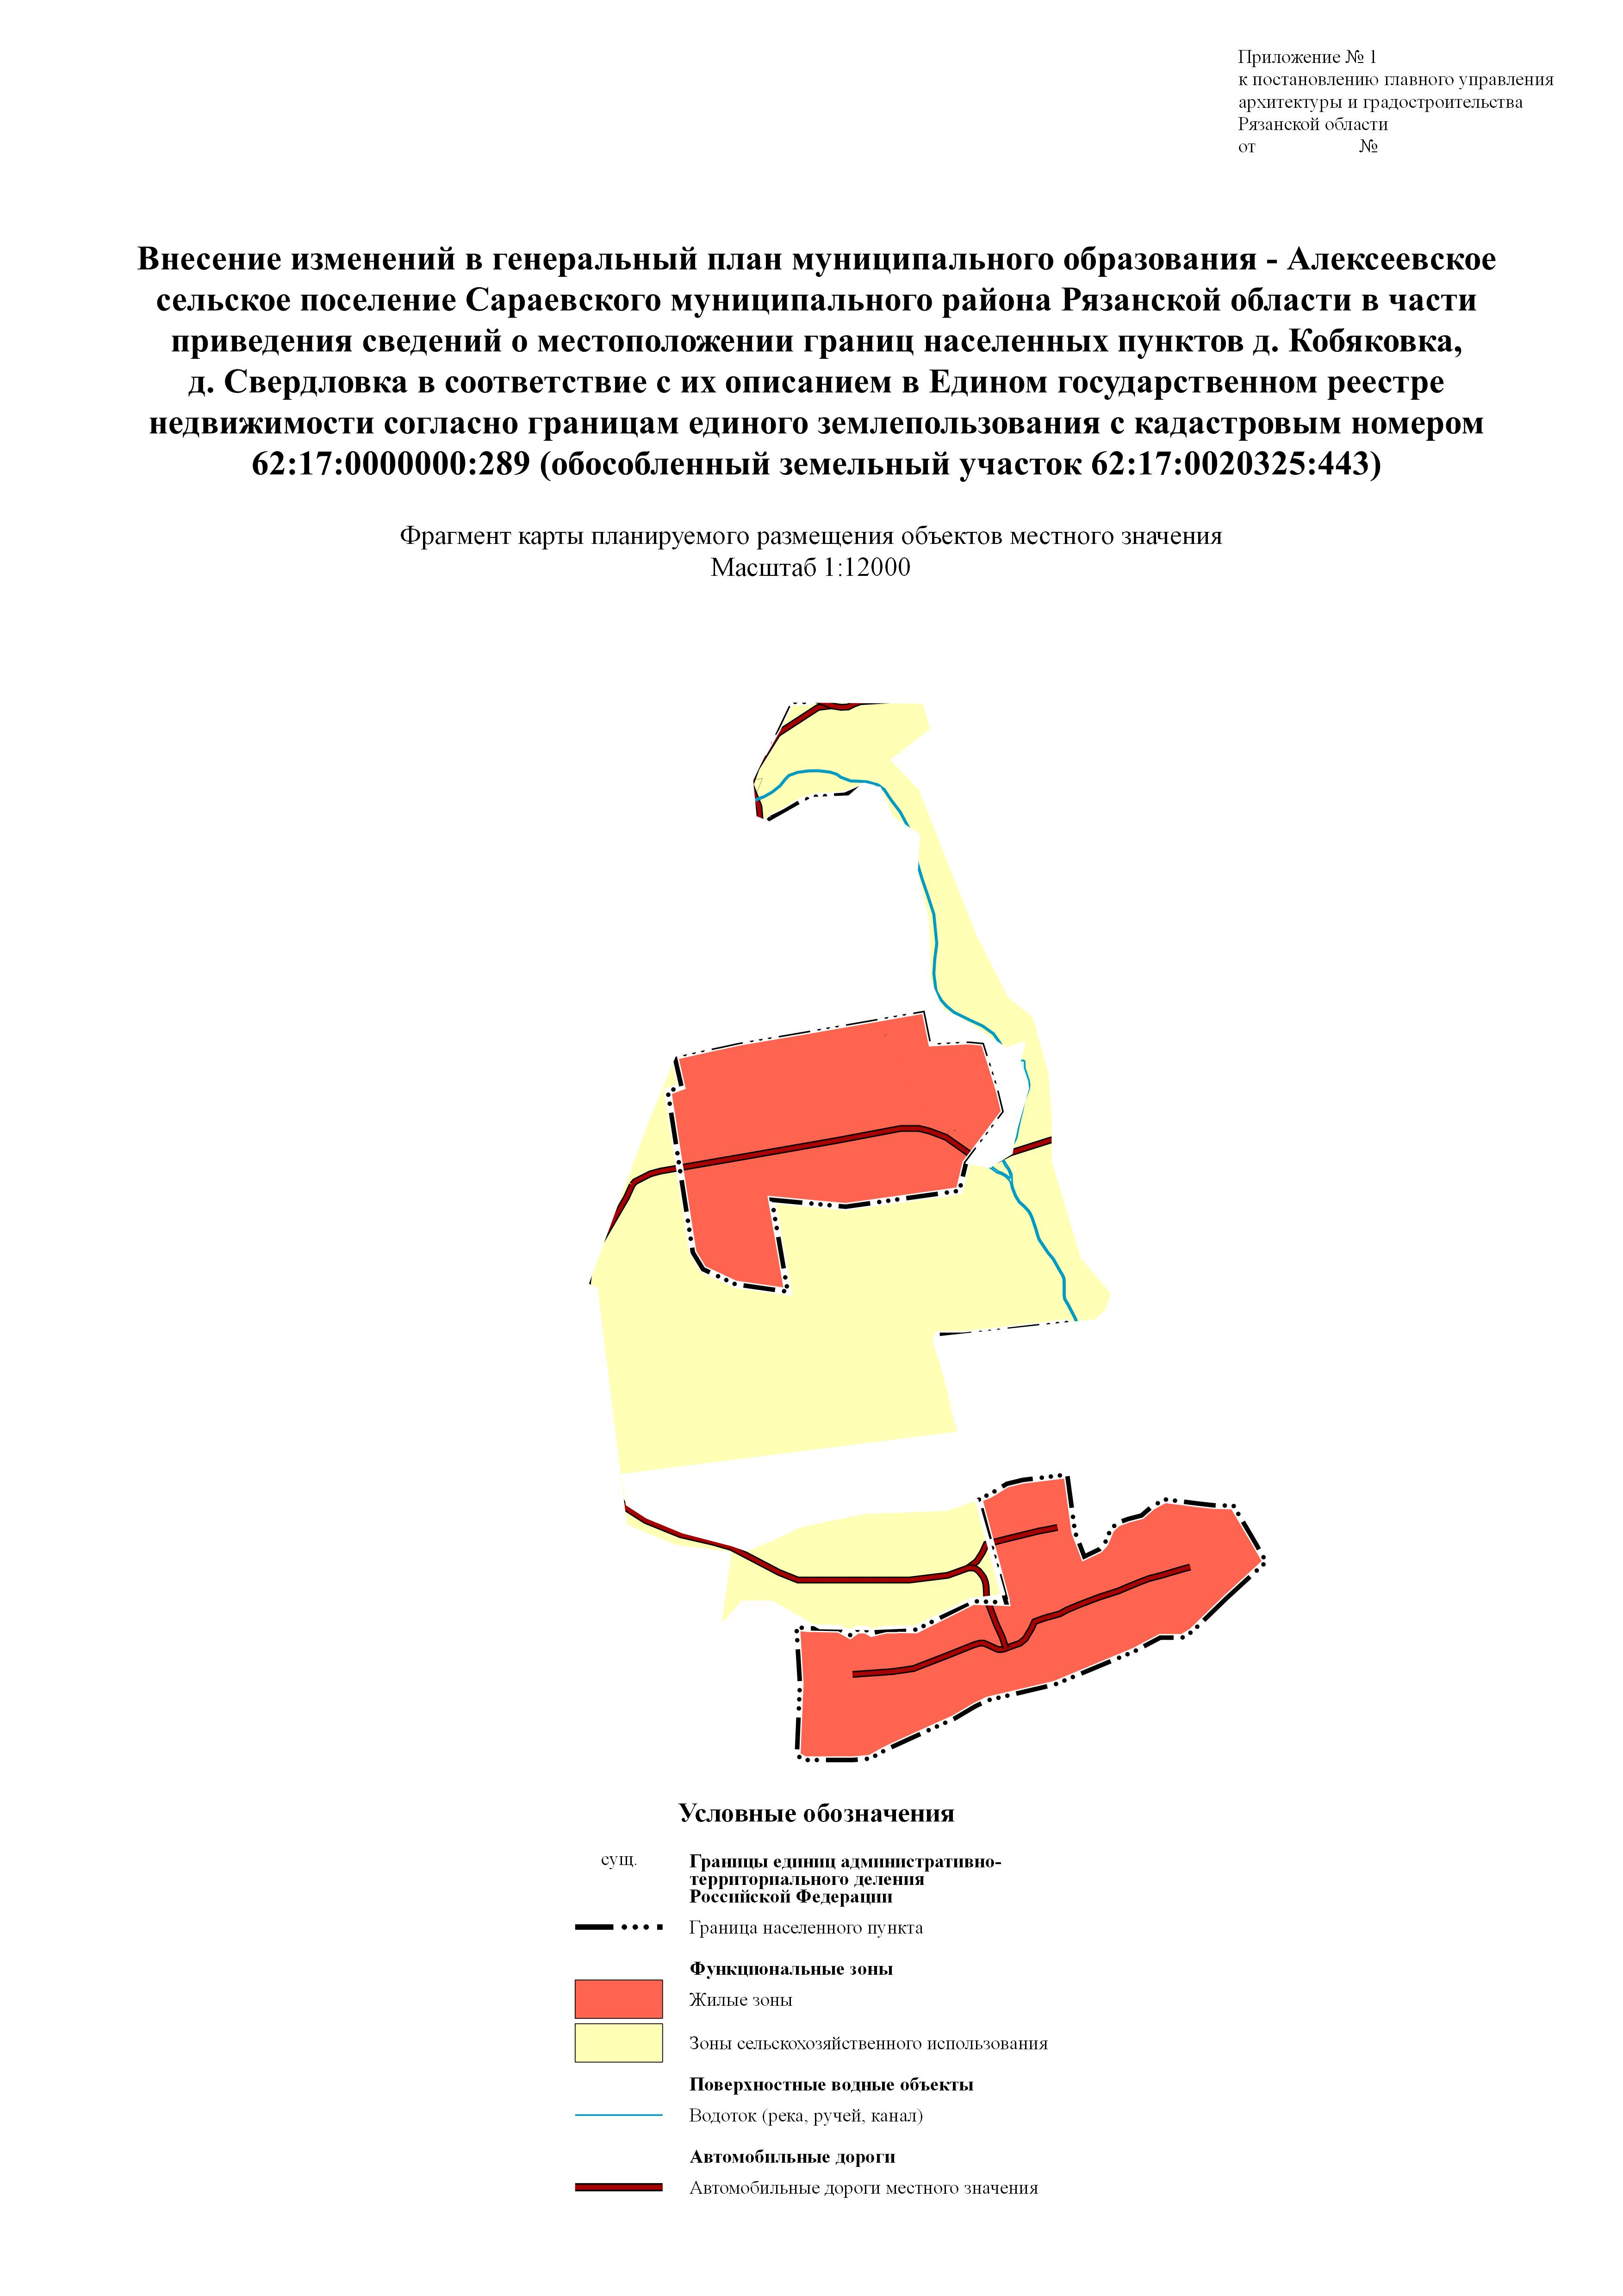 Приложение № 1
к постановлению главного управления
архитектуры и градостроительства
Рязанской области
от №
Внесение изменений в генеральный план муниципального образования - Алексеевское
сельское поселение Сараевского муниципального района Рязанской области в части
приведения сведений о местоположении границ населенных пунктов д. Кобяковка,
д. Свердловка в соответствие с их описанием в Едином государственном реестре
недвижимости согласно границам единого землепользования с кадастровым номером
62:17:0000000:289 (обособленный земельный участок 62:17:0020325:443)
Фрагмент карты планируемого размещения объектов местного значения
Масштаб 1:12000
Условные обозначения
сущ.
Границы единиц административно-
территориального деления
Российской Федерации
Граница населенного пункта
Функциональные зоны
Жилые зоны
Зоны сельскохозяйственного использования
Поверхностные водные объекты
Водоток (река, ручей, канал)
Автомобильные дороги
Автомобильные дороги местного значения